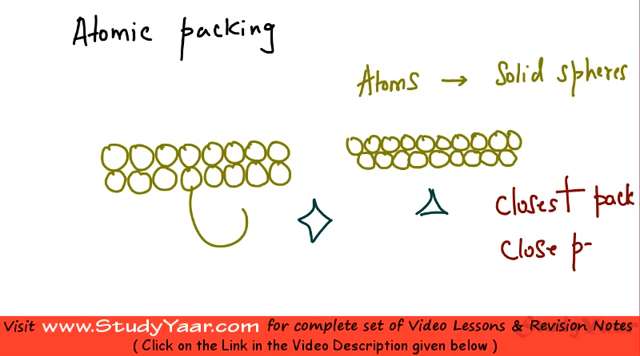 Atomic packing
Atoms → Solid spheres
Closest pack
Close p-
Visit www.StudyYaar.com for complete set of Video Lessons & Revision Notes
( Click on the Link in the Video Description given below )